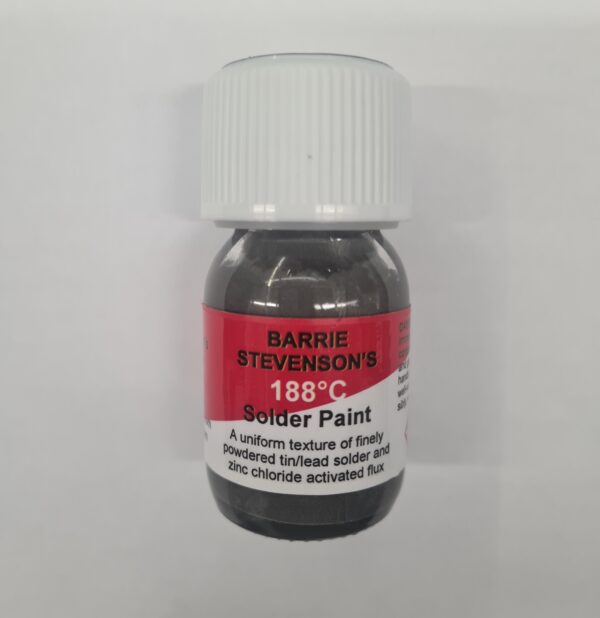 BARRIE
STEVENSON'S
188°C
Solder Paint
A uniform texture of finely
powdered tin/lead solder and
zinc chloride activated flux